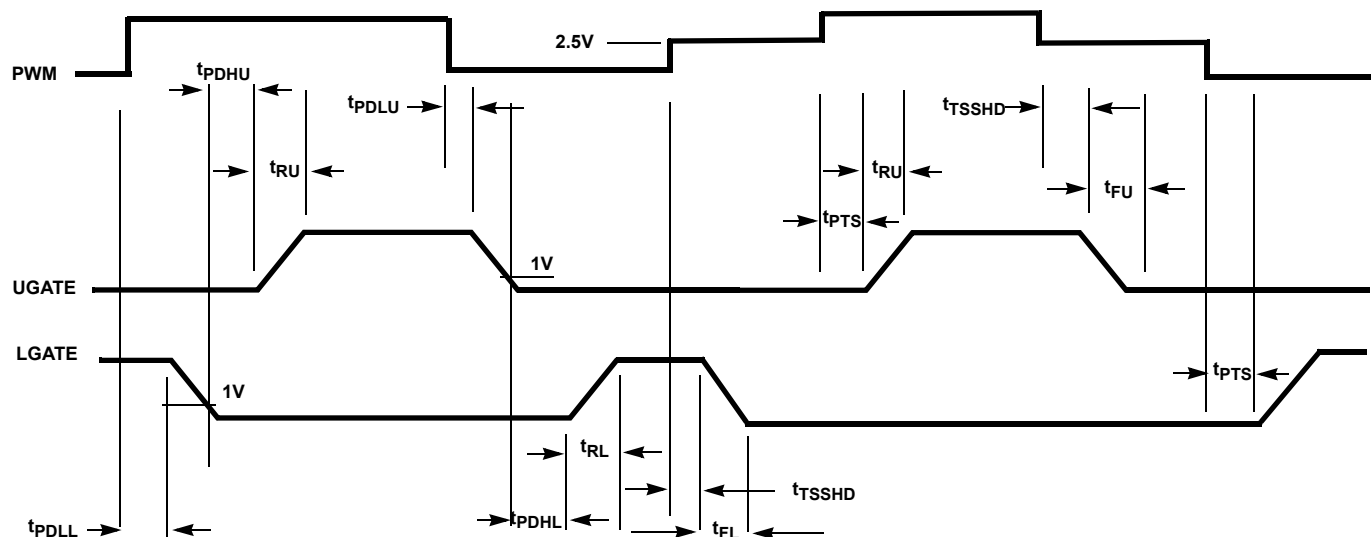 2.5V
PWM
tPDHU
tPDLU
tTSSHD
tRU
tRU
tFU
tPTS
1V
UGATE
LGATE
1V
tPTS
tRL
tTSSHD
tPDLL
tPDHL
tFL